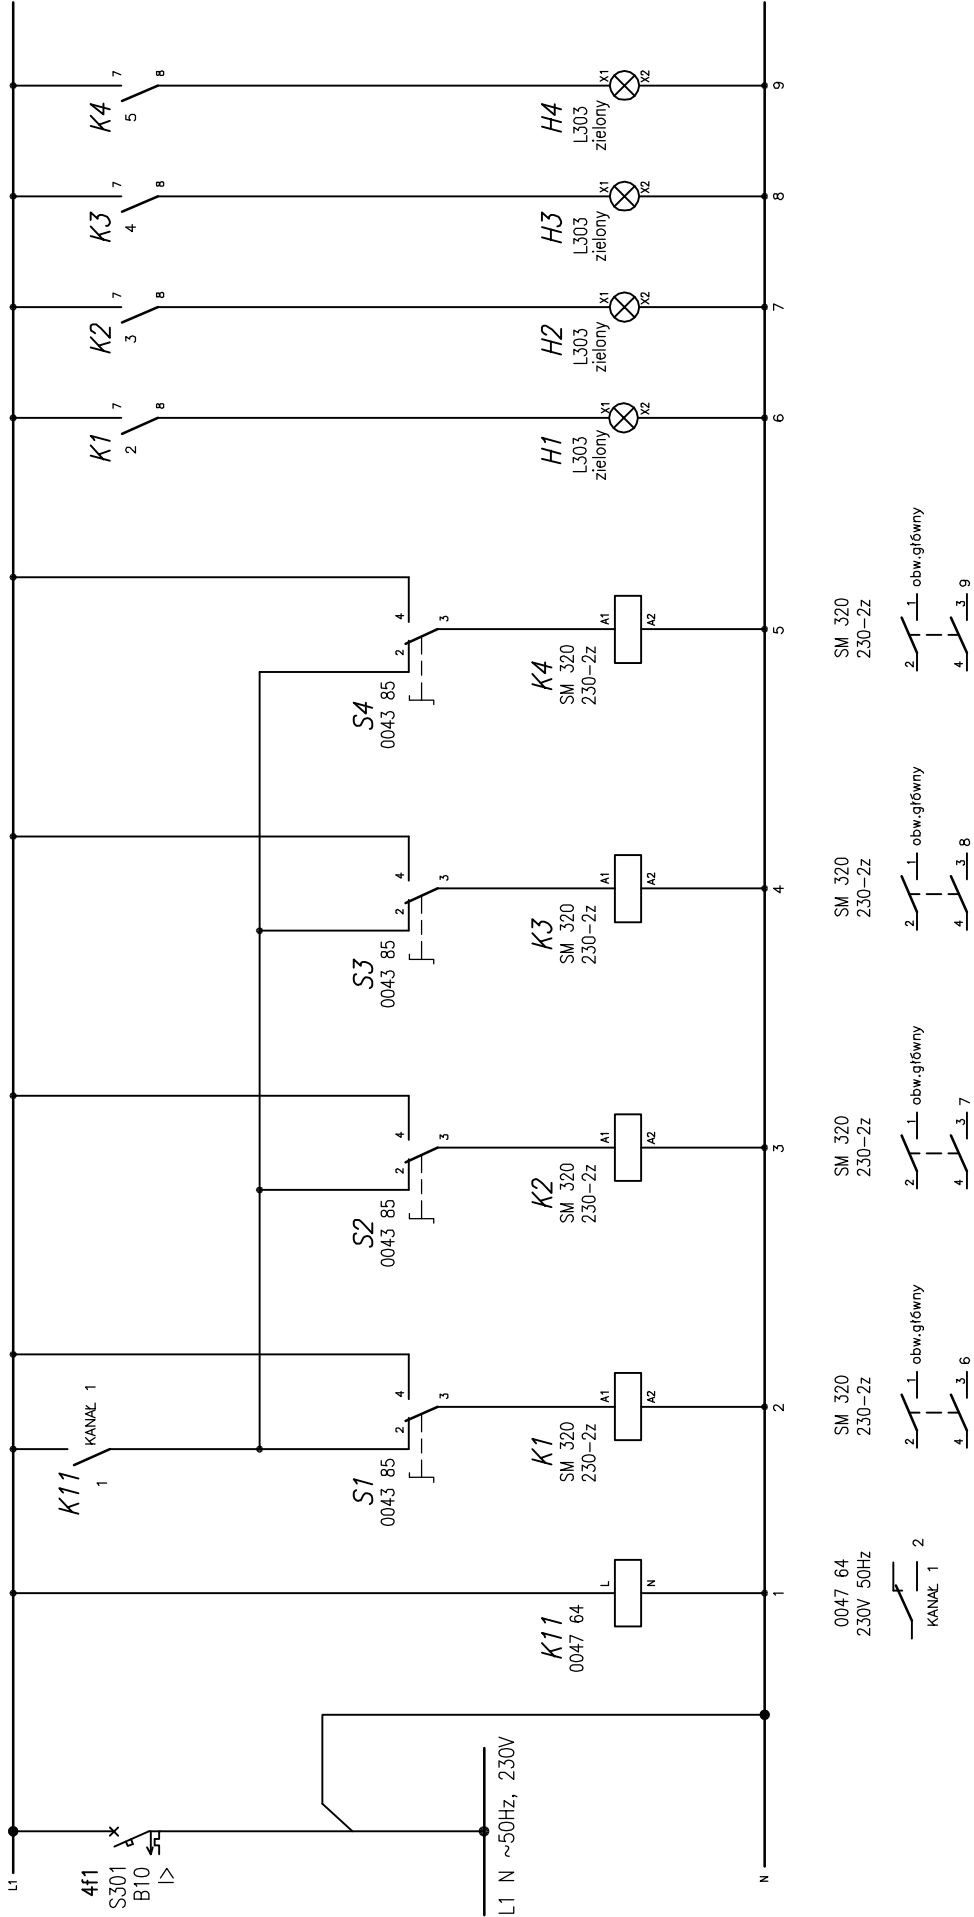 L1
4f1
S301
B10
I>
L1 N ~50Hz, 230V
N
K11
KANAŁ 1
1
K11
0047 64
L
N
1
S1
0043 85
2
4
3
K1
SM 320
230-2z
A1
A2
2
S2
0043 85
2
4
3
K2
SM 320
230-2z
A1
A2
3
S3
0043 85
2
4
3
K3
SM 320
230-2z
A1
A2
4
S4
0043 85
2
4
3
K4
SM 320
230-2z
A1
A2
5
K1
2
7
8
H1
L303
zielony
X1
X2
6
K2
3
7
8
H2
L303
zielony
X1
X2
7
K3
4
7
8
H3
L303
zielony
X1
X2
8
K4
5
7
8
H4
L303
zielony
X1
X2
9
0047 64
230V 50Hz
2
KANAŁ 1
SM 320
230-2z
2 1 obw.główny
4 3 6
SM 320
230-2z
2 1 obw.główny
4 3 7
SM 320
230-2z
2 1 obw.główny
4 3 8
SM 320
230-2z
2 1 obw.główny
4 3 9